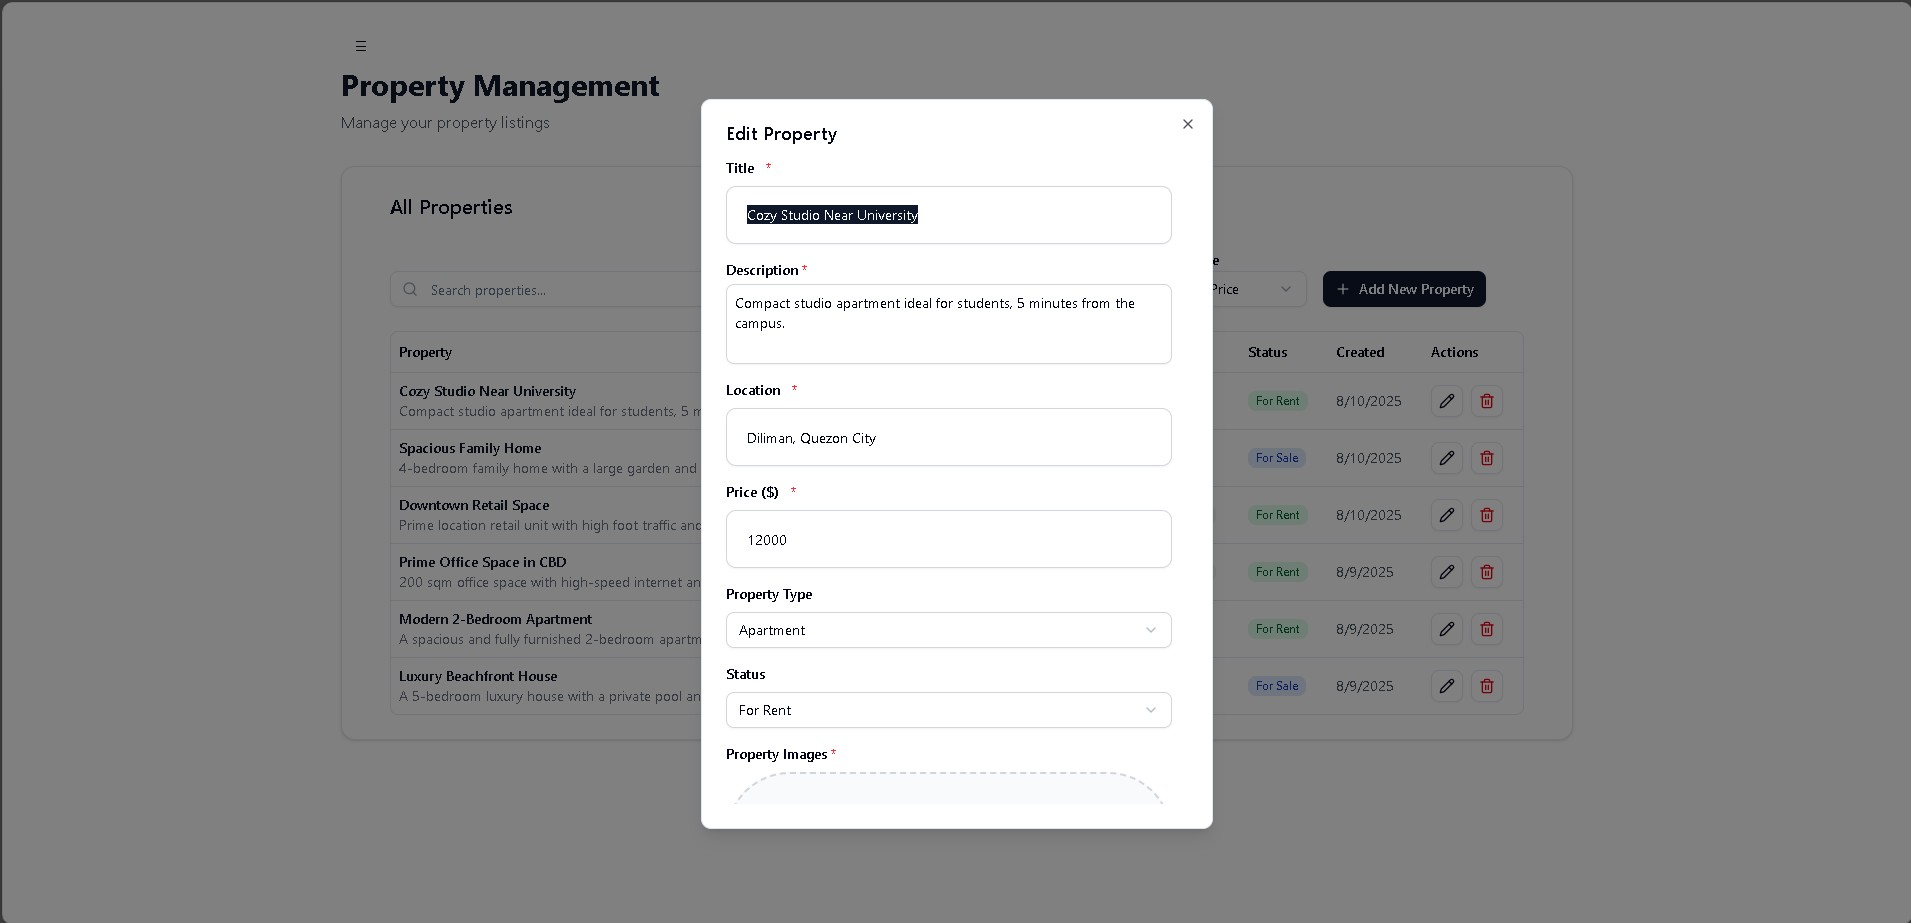 ☰
Property Management
Manage your property listings
All Properties
Search properties...
e
Price
+ Add New Property
Property Status Created Actions
Cozy Studio Near University
Compact studio apartment ideal for students, 5 m
For Rent 8/10/2025
Spacious Family Home
4-bedroom family home with a large garden and
For Sale 8/10/2025
Downtown Retail Space
Prime location retail unit with high foot traffic and
For Rent 8/10/2025
Prime Office Space in CBD
200 sqm office space with high-speed internet an
For Rent 8/9/2025
Modern 2-Bedroom Apartment
A spacious and fully furnished 2-bedroom apartm
For Rent 8/9/2025
Luxury Beachfront House
A 5-bedroom luxury house with a private pool an
For Sale 8/9/2025
Edit Property
Title *
Cozy Studio Near University
Description *
Compact studio apartment ideal for students, 5 minutes from the
campus.
Location *
Diliman, Quezon City
Price ($) *
12000
Property Type
Apartment
Status
For Rent
Property Images *